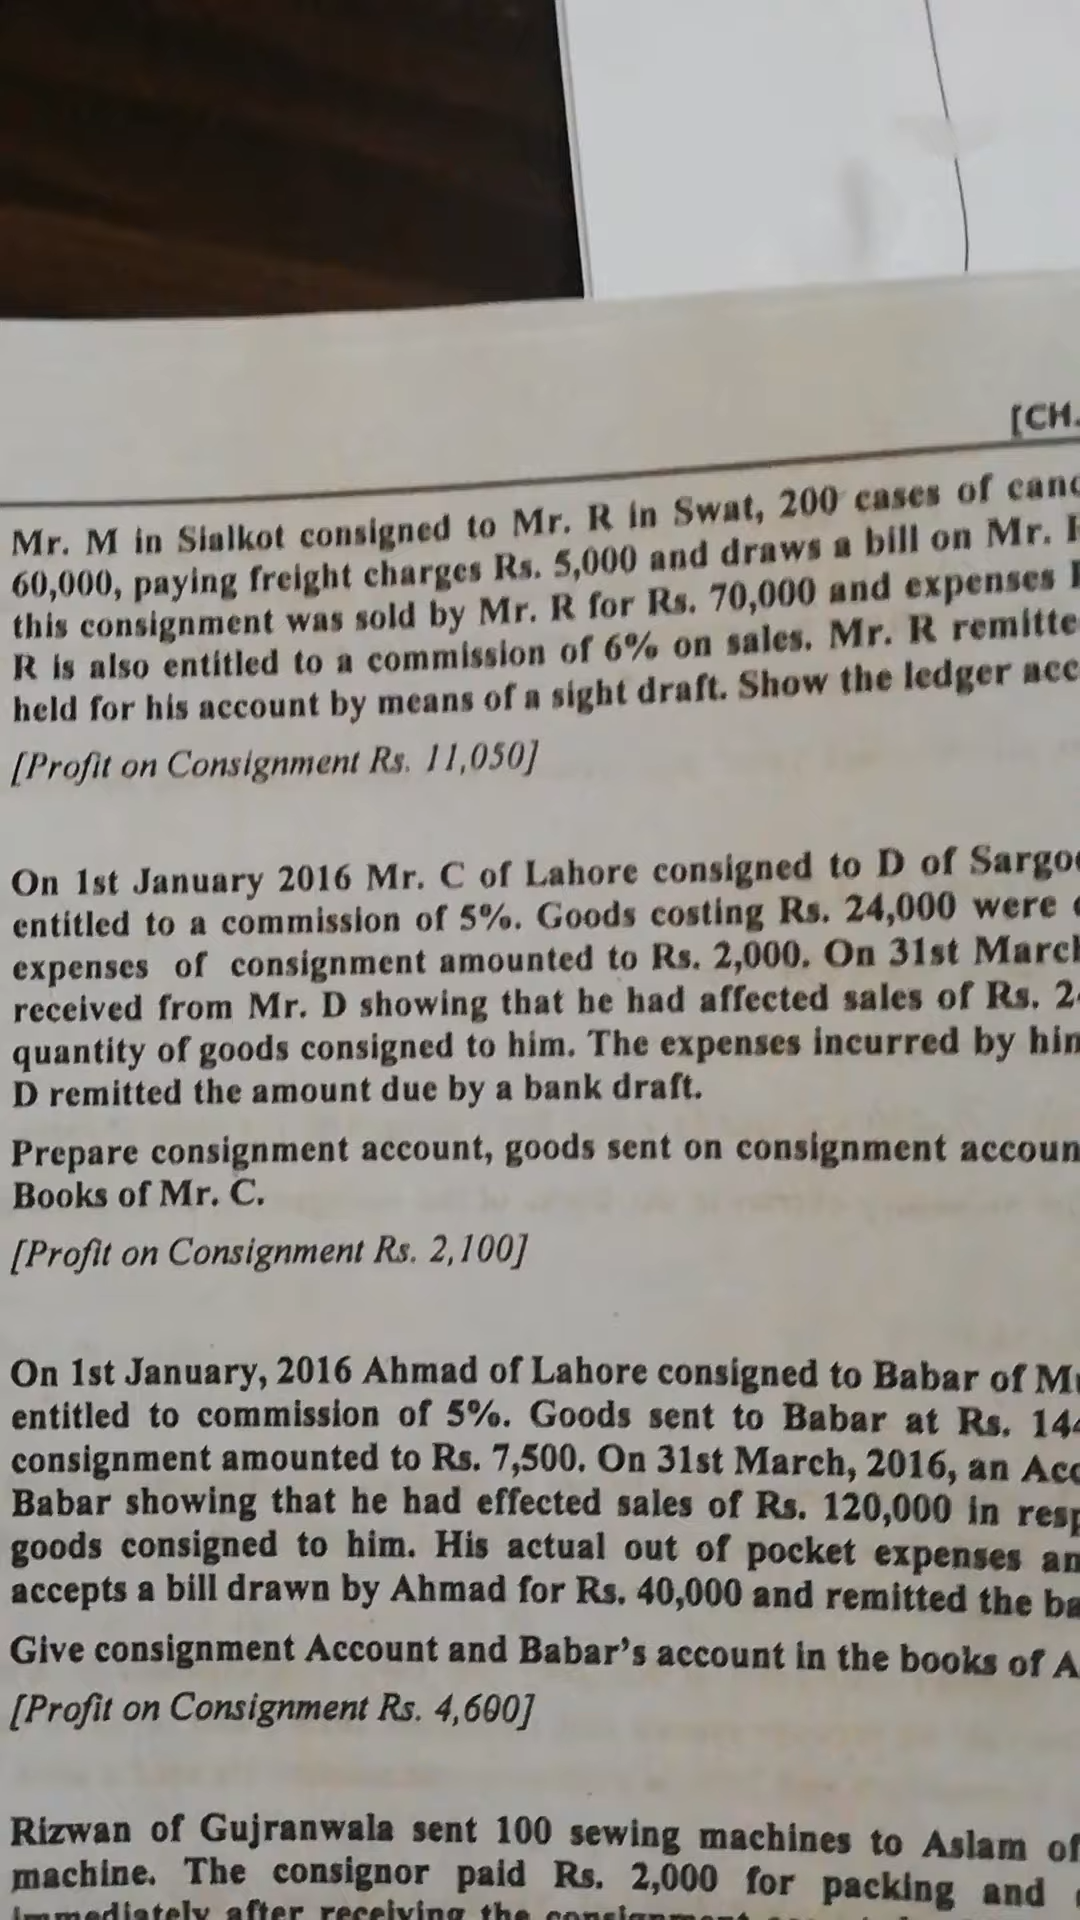 [CH.
Mr. M in Sialkot consigned to Mr. R in Swat, 200 cases of
60,000, paying freight charges Rs. 5,000 and draws a bill on Mr.
this consignment was sold by Mr. R for Rs. 70,000 and expenses
R is also entitled to a commission of 6% on sales. Mr. R
held for his account by means of a sight draft. Show the ledger
[Profit on Consignment Rs. 11,050]
On 1st January 2016 Mr. C of Lahore consigned to D of
entitled to a commission of 5%. Goods costing Rs. 24,000 were
expenses of consignment amounted to Rs. 2,000. On 31st
received from Mr. D showing that he had affected sales of Rs.
quantity of goods consigned to him. The expenses incurred by
D remitted the amount due by a bank draft.
Prepare consignment account, goods sent on consignment
Books of Mr. C.
[Profit on Consignment Rs. 2,100]
On 1st January, 2016 Ahmad of Lahore consigned to Babar of
entitled to commission of 5%. Goods sent to Babar at Rs.
consignment amounted to Rs. 7,500. On 31st March, 2016, an
Babar showing that he had effected sales of Rs. 120,000 in
goods consigned to him. His actual out of pocket expenses
accepts a bill drawn by Ahmad for Rs. 40,000 and remitted the
Give consignment Account and Babar's account in the books of
[Profit on Consignment Rs. 4,600]
Rizwan of Gujranwala sent 100 sewing machines to Aslam of
machine. The consignor paid Rs. 2,000 for packing and
immediately after receiving the